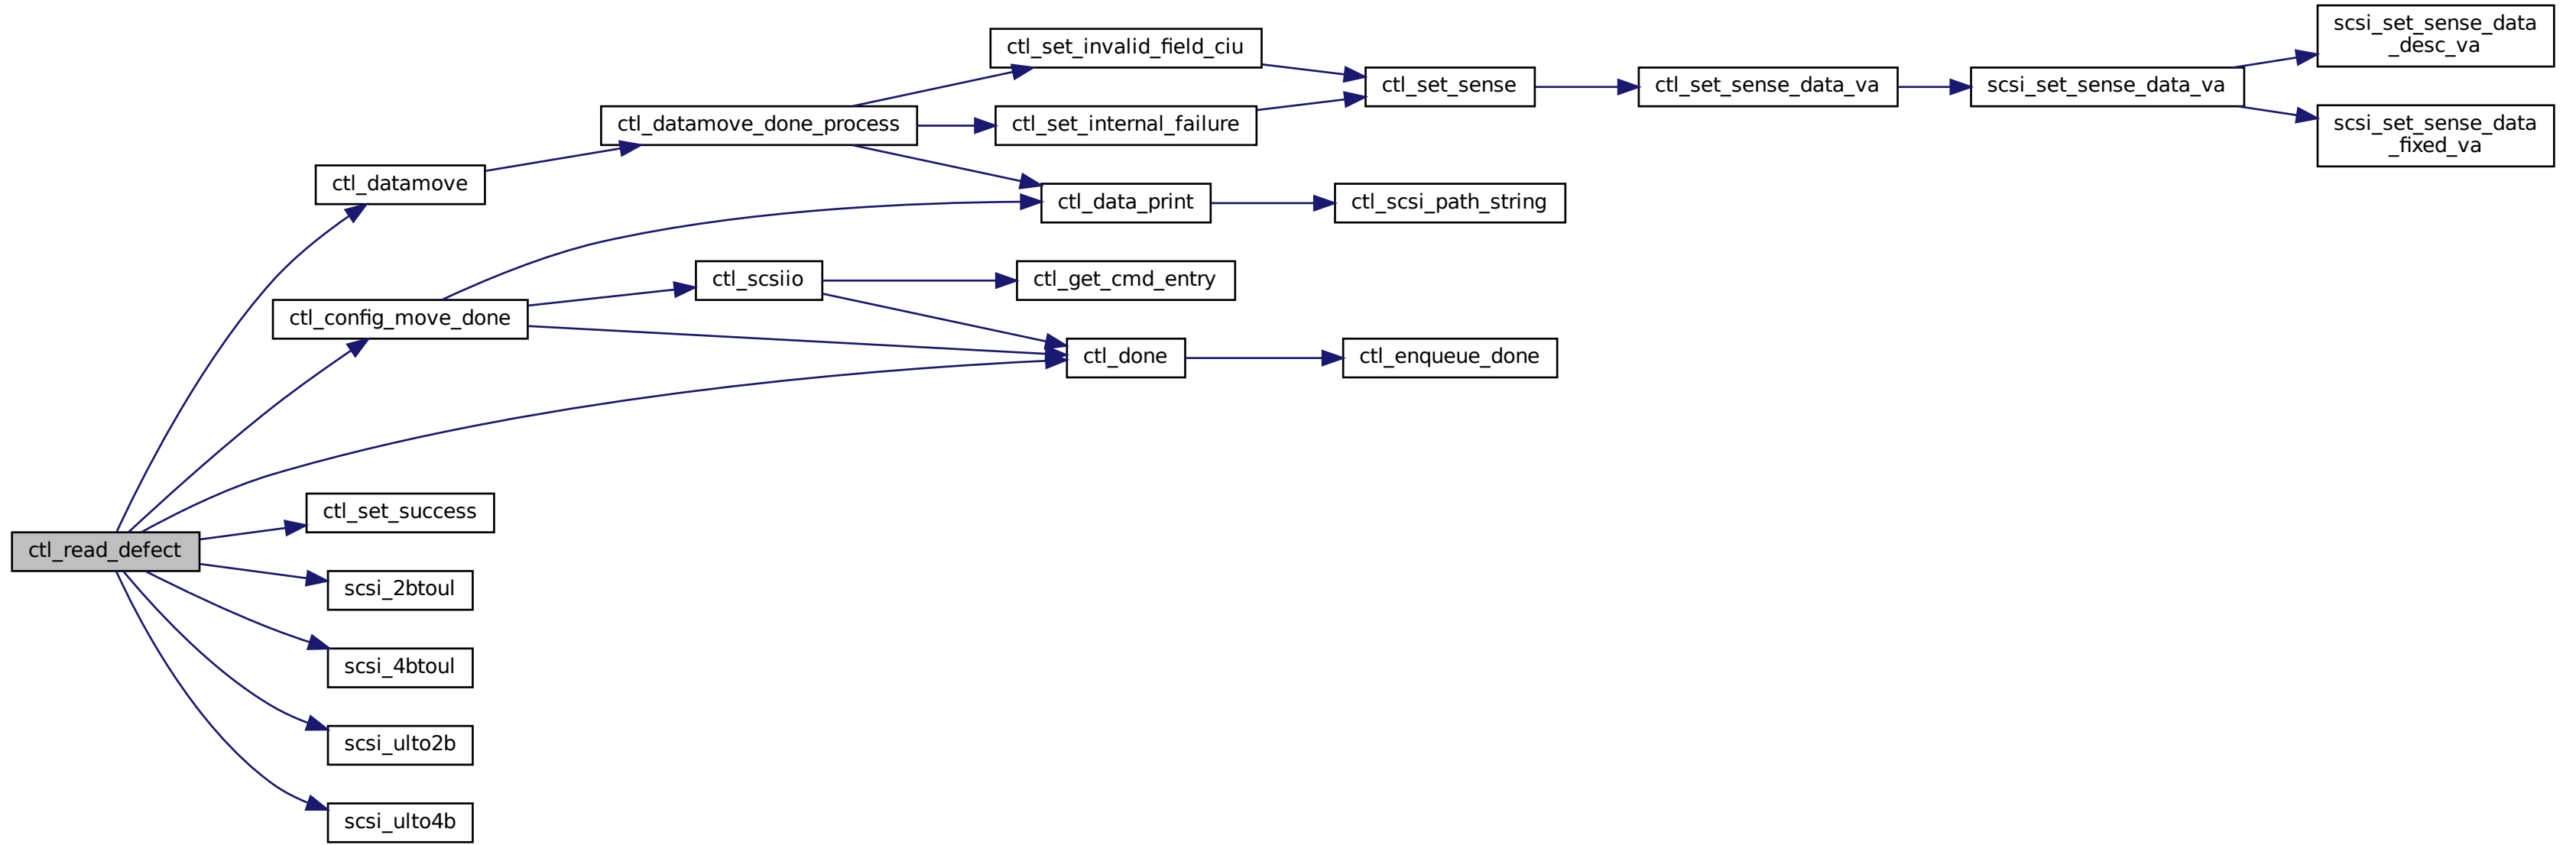 ctl_read_defect
ctl_datamove
ctl_datamove_done_process
ctl_set_invalid_field_ciu
ctl_set_internal_failure
ctl_set_sense
ctl_set_sense_data_va
scsi_set_sense_data_va
scsi_set_sense_data
_desc_va
scsi_set_sense_data
_fixed_va
ctl_data_print
ctl_scsi_path_string
ctl_config_move_done
ctl_scsiio
ctl_get_cmd_entry
ctl_done
ctl_enqueue_done
ctl_set_success
scsi_2btoul
scsi_4btoul
scsi_ulto2b
scsi_ulto4b